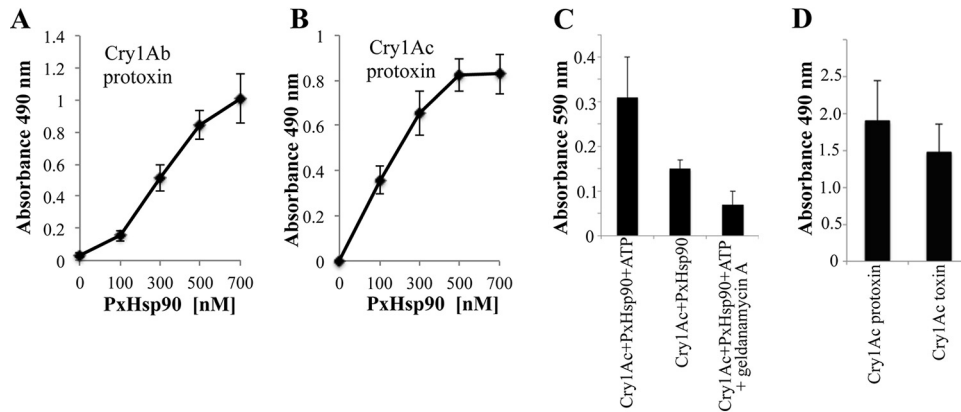 A
Cry1Ab
protoxin
Absorbance 490 nm
1.4
1.2
1
0.8
0.6
0.4
0.2
0
0
100
300
500
700
PxHsp90 [nM]
B
Cry1Ac
protoxin
Absorbance 490 nm
1
0.8
0.6
0.4
0.2
0
0
100
300
500
700
PxHsp90 [nM]
C
Absorbance 590 nm
0.4
0.3
0.2
0.1
0
Cry1Ac+PxHsp90+ATP
Cry1Ac+PxHsp90
Cry1Ac+PxHsp90+ATP
+ geldanamycin A
D
Absorbance 490 nm
2.5
2.0
1.5
1.0
0.5
0
Cry1Ac protoxin
Cry1Ac toxin